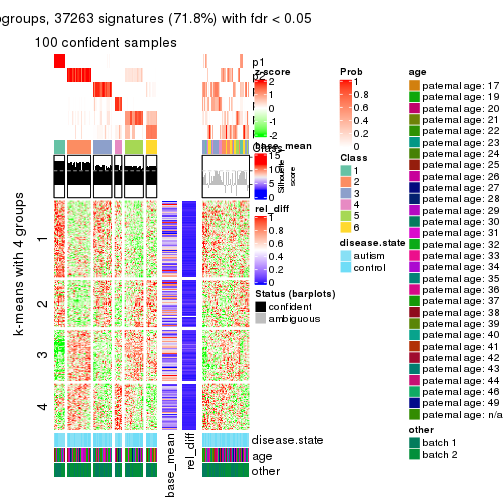 ogroups, 37263 signatures (71.8%) with fdr < 0.05
100 confident samples
p1
z-score
2
1
0
-1
-2
base_mean
15
10
5
0
Silhouette
score
rel_diff
1
0.8
0.6
0.4
0.2
0
Status (barplots)
confident
ambiguous
Prob
1
0.8
0.6
0.4
0.2
0
Class
1
2
3
4
5
6
disease.state
autism
control
age
paternal age: 17
paternal age: 19
paternal age: 20
paternal age: 21
paternal age: 22
paternal age: 23
paternal age: 24
paternal age: 25
paternal age: 26
paternal age: 27
paternal age: 28
paternal age: 29
paternal age: 30
paternal age: 31
paternal age: 32
paternal age: 33
paternal age: 34
paternal age: 35
paternal age: 36
paternal age: 37
paternal age: 38
paternal age: 39
paternal age: 40
paternal age: 41
paternal age: 42
paternal age: 43
paternal age: 44
paternal age: 46
paternal age: 49
paternal age: n/a
other
batch 1
batch 2
k-means with 4 groups
1
2
3
4
disease.state
age
other
base_mean
rel_diff